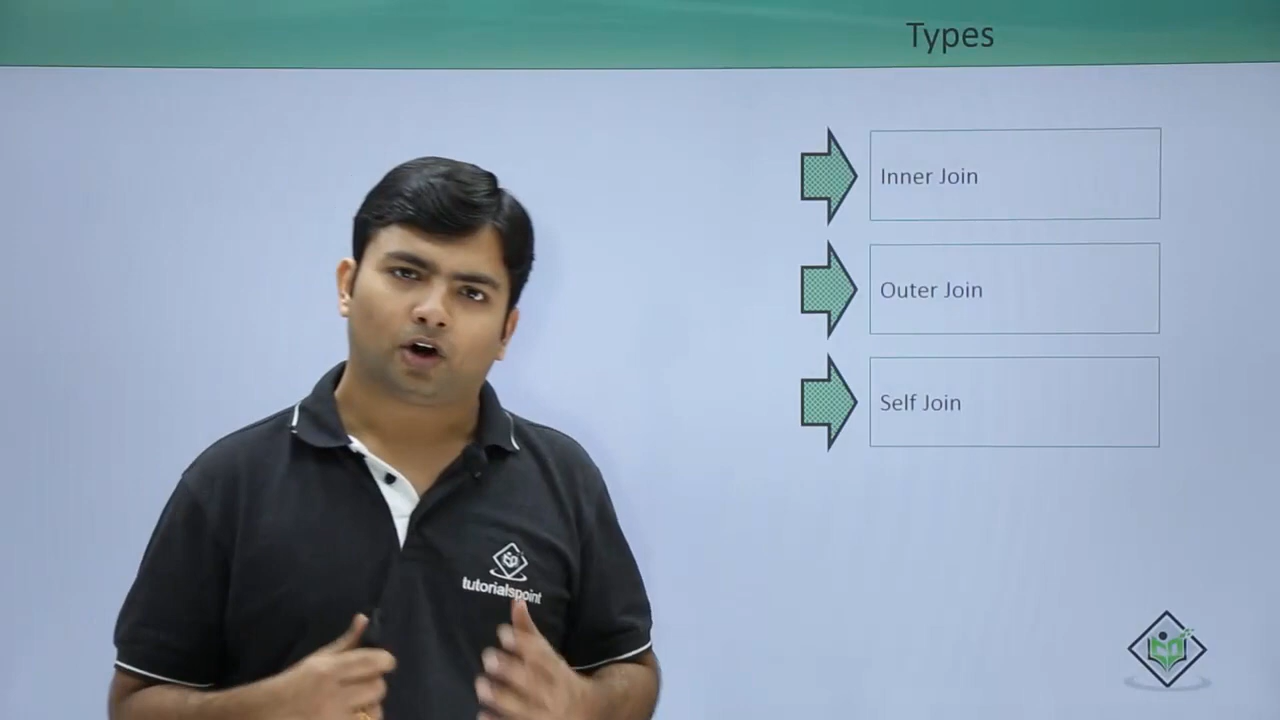 Types
Inner Join
Outer Join
Self Join
tutorialspoint